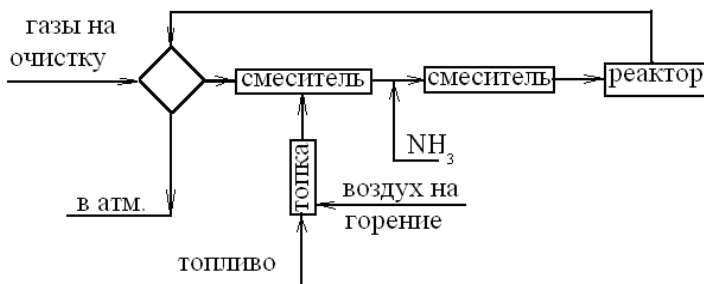 газы на
очистку
смеситель
смеситель
реактор
NH3
топка
воздух на
горение
в атм.
топливо